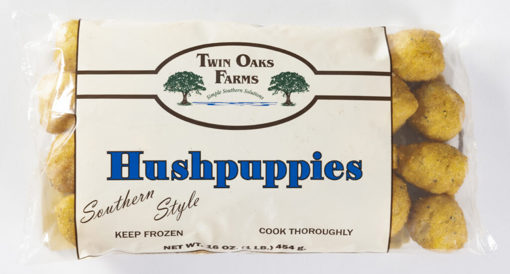 TWIN OAKS
FARMS
Simple Southern Solutions
Hushpuppies
Southern
Style
KEEP FROZEN
COOK THOROUGHLY
NET WT. 16 OZ. (1 LB.) 454 g.